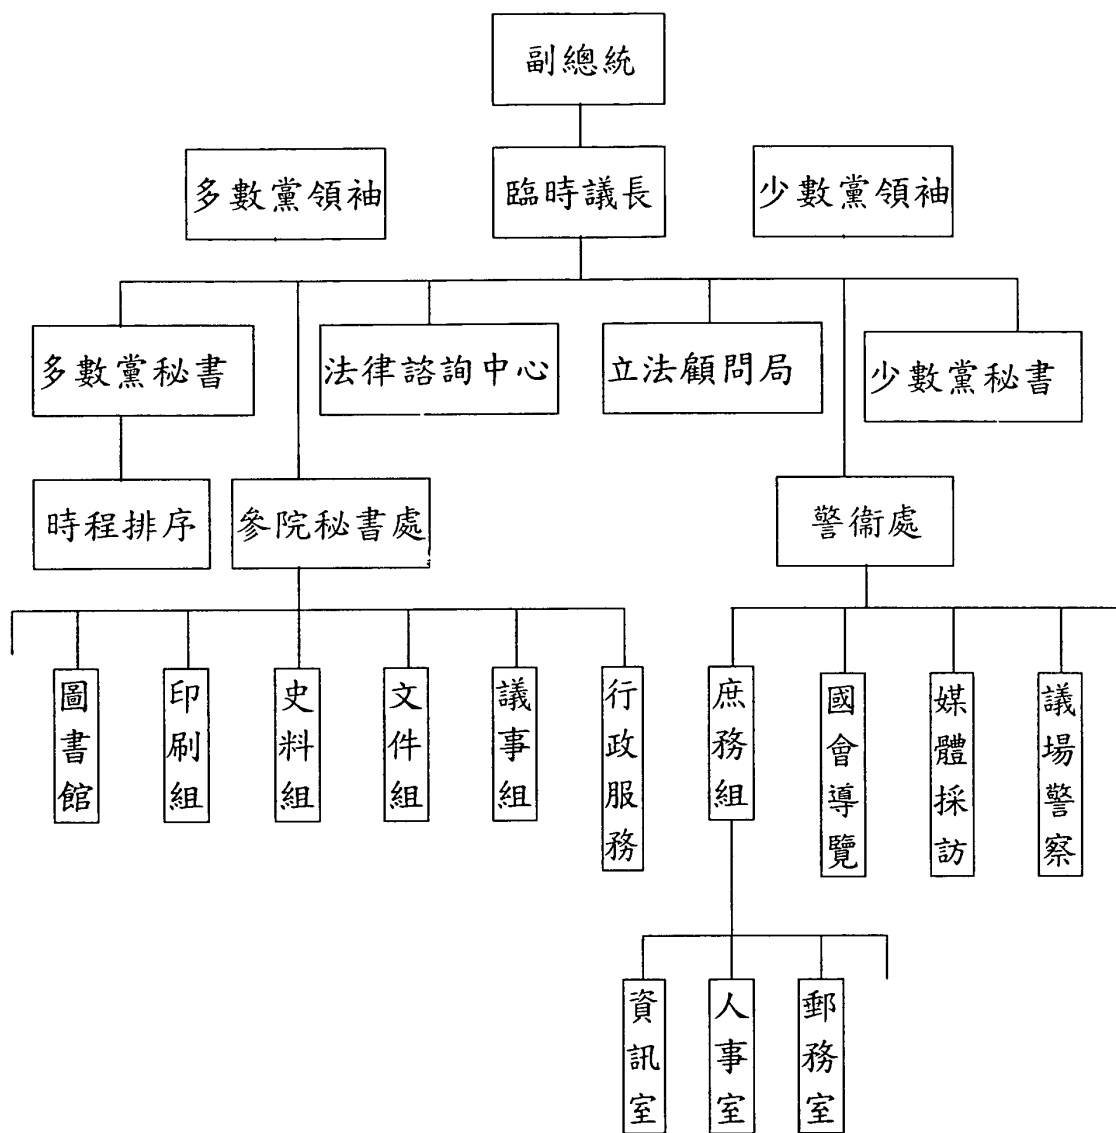 副總統
多數黨領袖
臨時議長
少數黨領袖
多數黨秘書
法律諮詢中心
立法顧問局
少數黨秘書
時程排序
參院秘書處
警衞處
圖書館
印刷組
史料組
文件組
議事組
行政服務
庶務組
國會導覽
媒體採訪
議場警察
資訊室
人事室
郵務室